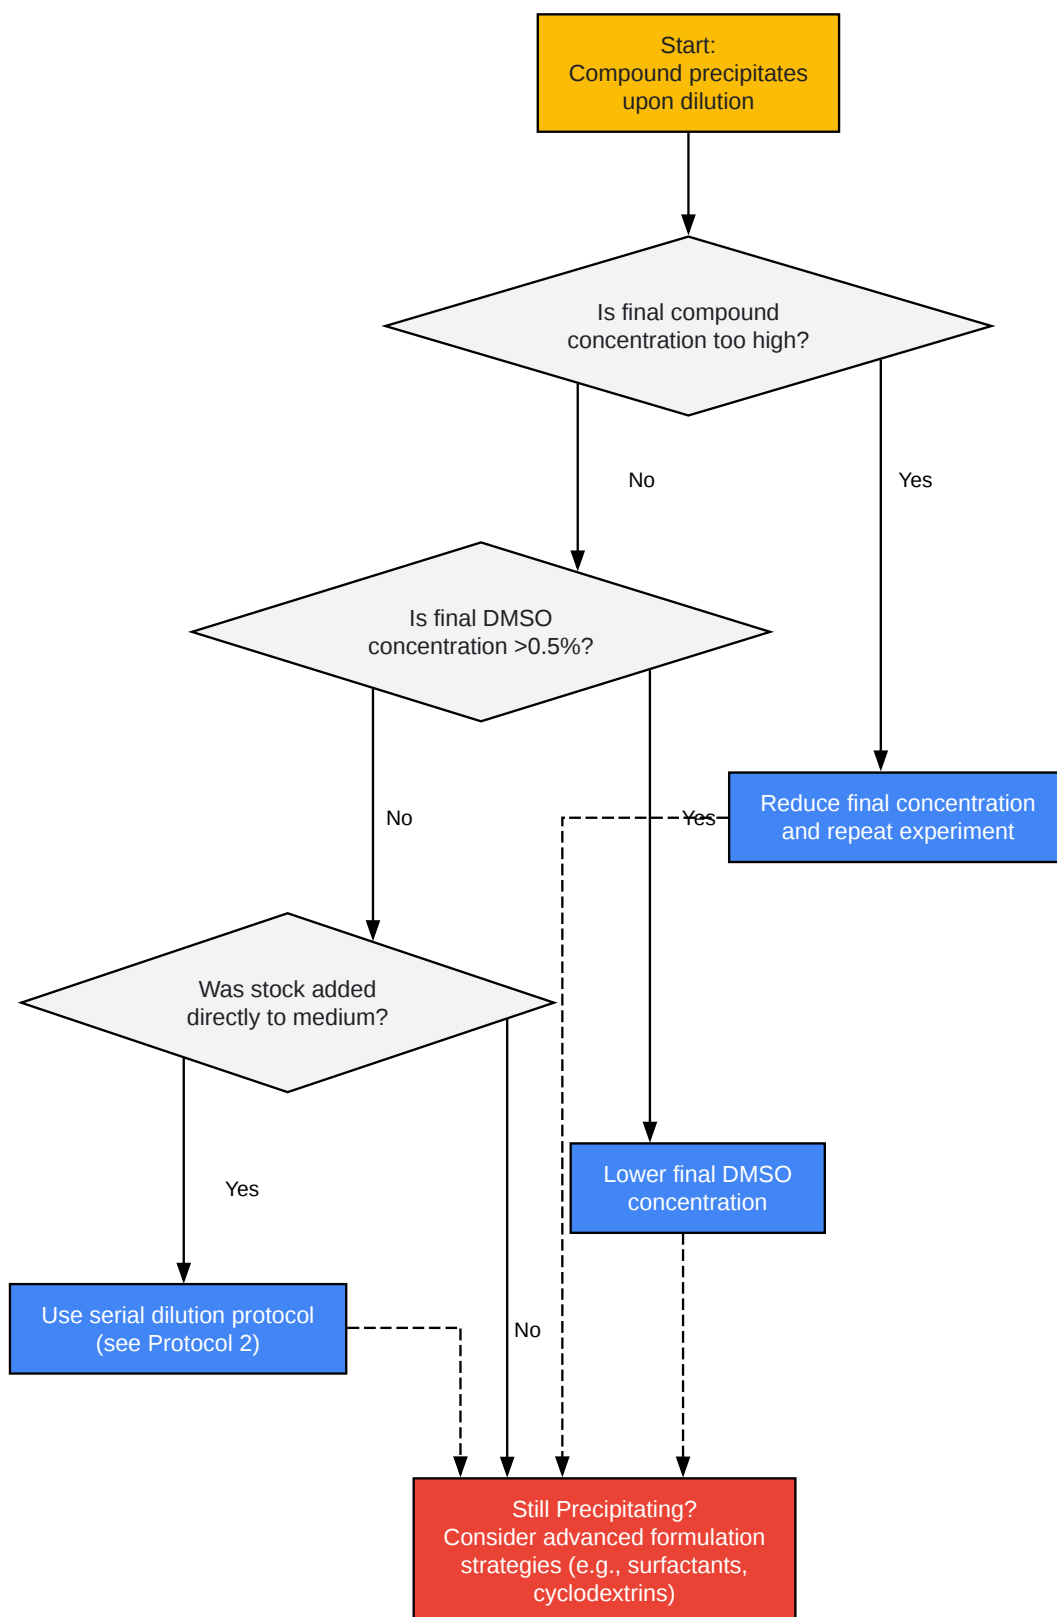 Start:
Compound precipitates
upon dilution
Is final compound
concentration too high?
No
Yes
Is final DMSO
concentration >0.5%?
No
Yes
Reduce final concentration
and repeat experiment
Was stock added
directly to medium?
Yes
Lower final DMSO
concentration
Use serial dilution protocol
(see Protocol 2)
No
Still Precipitating?
Consider advanced formulation
strategies (e.g., surfactants,
cyclodextrins)